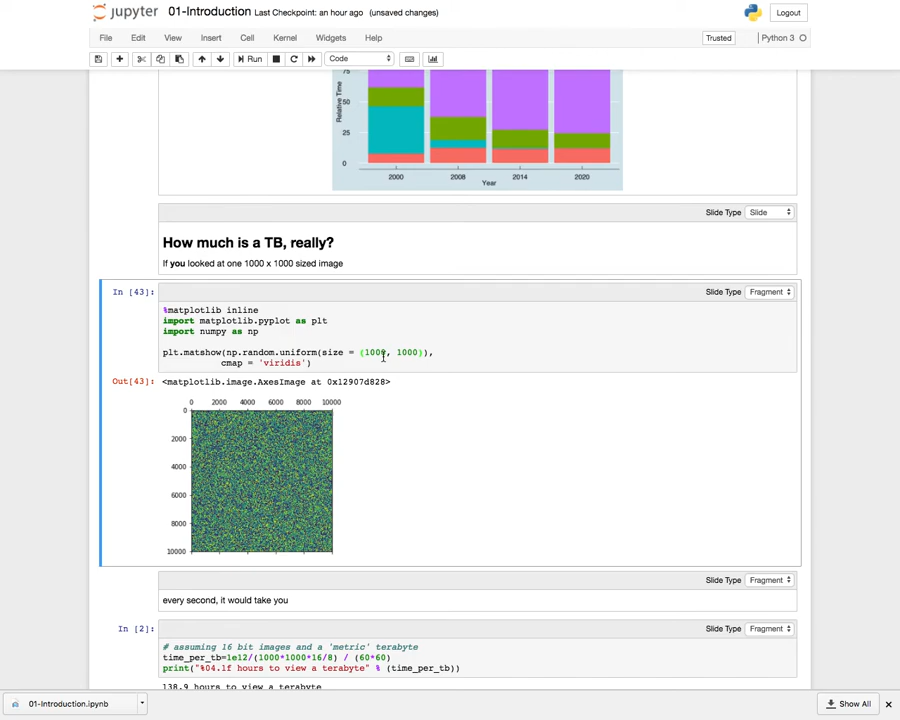 jupyter 01-Introduction Last Checkpoint: an hour ago (unsaved changes) Logout
File Edit View Insert Cell Kernel Widgets Help Trusted Python 3
Run Code
75
50
25
0
Relative Time
2000 2008 2014 2020
Year
Slide Type Slide
How much is a TB, really?
If you looked at one 1000 x 1000 sized image
In [43]: Slide Type Fragment
%matplotlib inline
import matplotlib.pyplot as plt
import numpy as np
plt.matshow(np.random.uniform(size = (1000, 1000)),
cmap = 'viridis')
Out[43]: <matplotlib.image.AxesImage at 0x12907d828>
0 2000 4000 6000 8000 10000
0
2000
4000
6000
8000
10000
Slide Type Fragment
every second, it would take you
In [2]: Slide Type Fragment
# assuming 16 bit images and a 'metric' terabyte
time_per_tb=1e12/(1000*1000*16/8) / (60*60)
print("%04.1f hours to view a terabyte" % (time_per_tb))
138.9 hours to view a terabyte
01-Introduction.ipynb Show All